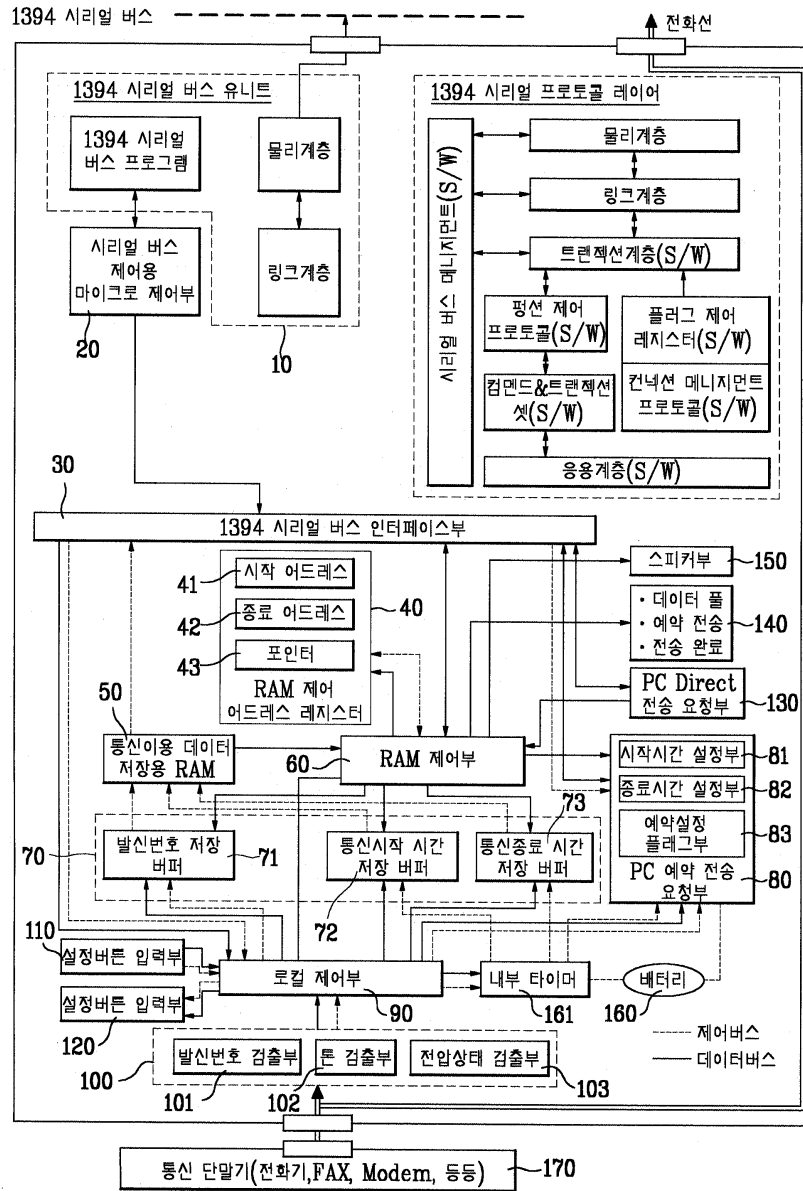 1394 시리얼 버스
전화선
1394 시리얼 버스 유니트
1394 시리얼
버스 프로그램
물리계층
링크계층
시리얼 버스
제어용
마이크로 제어부
20
10
1394 시리얼 프로토콜 레이어
시리얼 버스 메니지먼트(S/W)
물리계층
링크계층
트랜젝션계층(S/W)
펑션 제어
프로토콜(S/W)
플러그 제어
레지스터(S/W)
컴멘드&트랜젝션
셋(S/W)
컨넥션 메니지먼트
프로토콜(S/W)
응용계층(S/W)
30
1394 시리얼 버스 인터페이스부
41
시작 어드레스
42
종료 어드레스
43
포인터
RAM 제어
어드레스 레지스터
40
스피커부
150
· 데이터 풀
· 예약 전송
· 전송 완료
140
PC Direct
전송 요청부
130
50
통신이용 데이터
저장용 RAM
60
RAM 제어부
시작시간 설정부
81
종료시간 설정부
82
예약설정
플래그부
83
PC 예약 전송
요청부
80
70
발신번호 저장
버퍼
71
통신시작 시간
저장 버퍼
72
통신종료 시간
저장 버퍼
73
110
설정버튼 입력부
설정버튼 입력부
120
로컬 제어부
90
내부 타이머
161
배터리
160
제어버스
데이터버스
100
발신번호 검출부
101
톤 검출부
102
전압상태 검출부
103
통신 단말기(전화기,FAX, Modem, 등등)
170